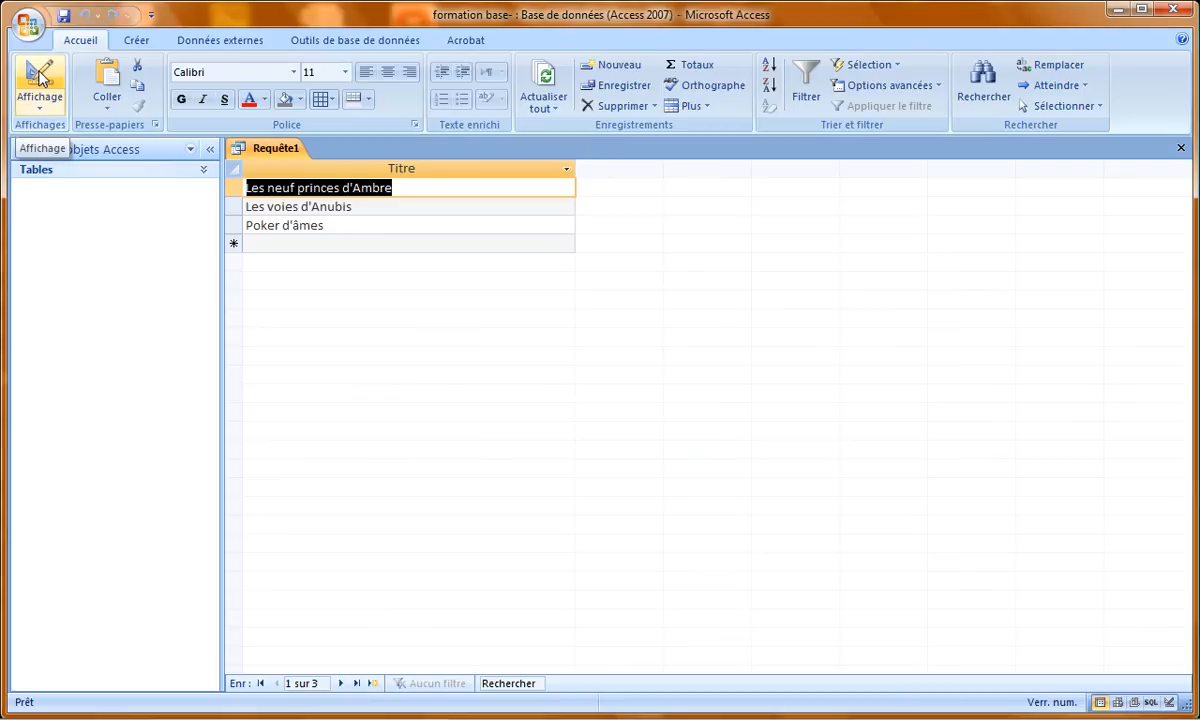 formation base- : Base de données (Access 2007) - Microsoft Access
Accueil Créer Données externes Outils de base de données Acrobat
Affichage Coller Calibri 11 Actualiser tout Nouveau Totaux Filtrer Sélection Rechercher Remplacer
Enregistrer Orthographe Options avancées Atteindre
G I S A ab Supprimer Plus Appliquer le filtre Sélectionner
Affichages Presse-papiers Police Texte enrichi Enregistrements Trier et filtrer Rechercher
Affichage bjets Access « Requête1
Tables Titre
Les neuf princes d'Ambre
Les voies d'Anubis
Poker d'âmes
Enr : 1 sur 3 Aucun filtre Rechercher
Prêt Verr. num. SQL